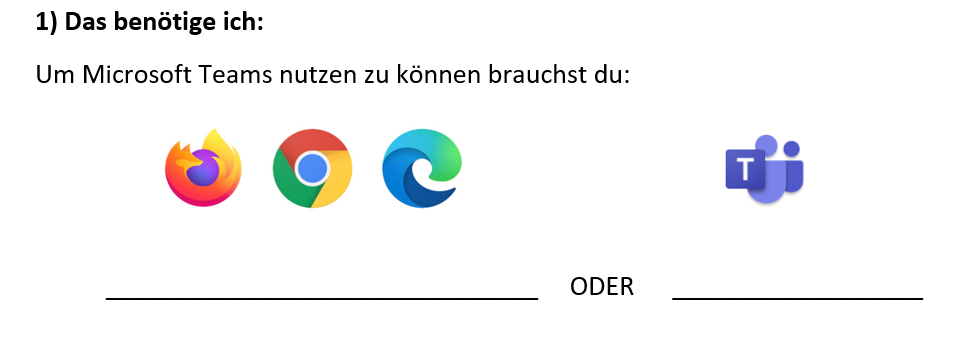 1) Das benötige ich:
Um Microsoft Teams nutzen zu können brauchst du:
T
ODER